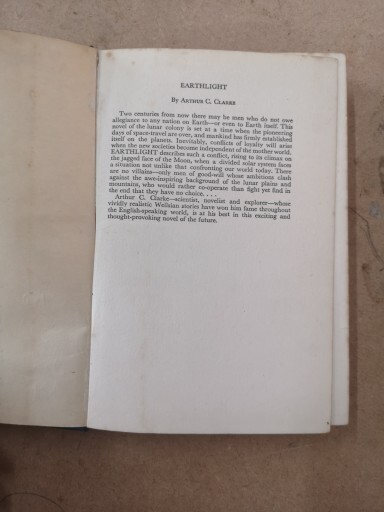 EARTHLIGHT
By ARTHUR C. CLARKE
Two centuries from now there may be men who do not owe
allegiance to any nation on Earth—or even to Earth itself. This
novel of the lunar colony is set at a time when the pioneering
days of space-travel are over, and mankind has firmly established
itself on the planets. Inevitably, conflicts of loyalty will arise
when the new societies become independent of the mother world.
EARTHLIGHT describes such a conflict, rising to its climax on
the jagged face of the Moon, when a divided solar system faces
a situation not unlike that confronting our world today. There
are no villains—only men of good-will whose ambitions clash
against the awe-inspiring background of the lunar plains and
mountains, who would rather co-operate than fight yet find in
the end that they have no choice. . . .
Arthur C. Clarke—scientist, novelist and explorer—whose
vividly realistic Wellsian stories have won him fame throughout
the English-speaking world, is at his best in this exciting and
thought-provoking novel of the future.